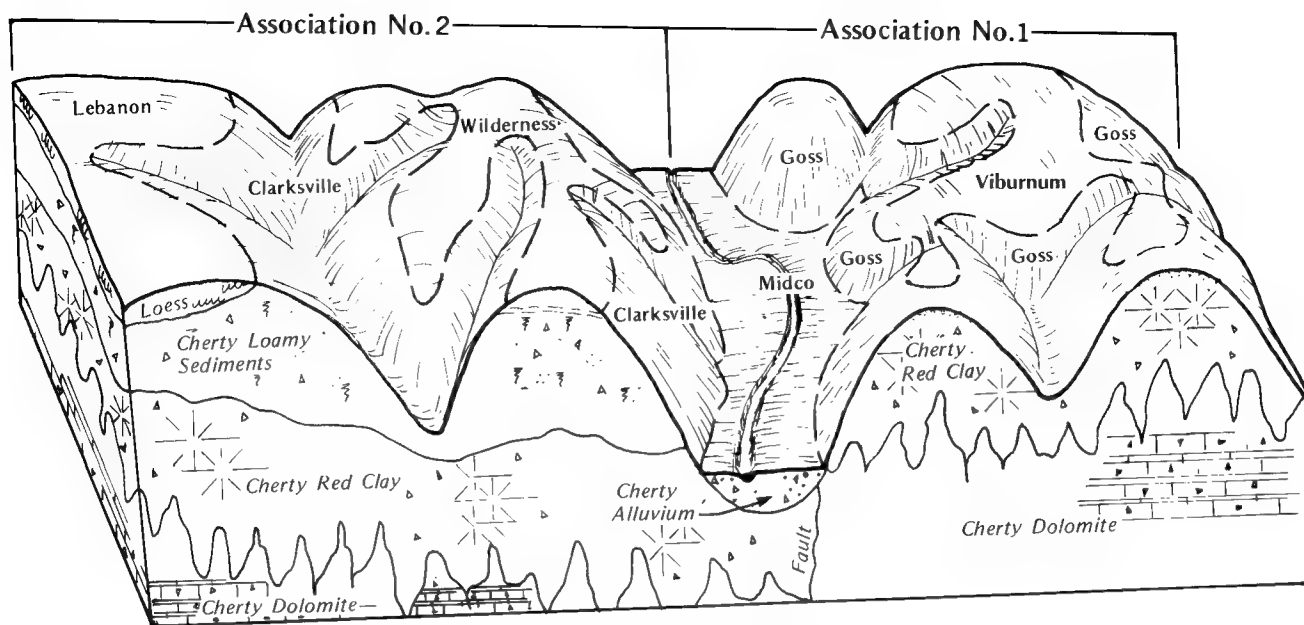 Association No. 2
Association No. 1
Lebanon
Wilderness
Goss
Goss
Clarksville
Viburnum
Goss
Goss
Midco
Loess
Clarksville
Cherty Loamy
Sediments
Cherty
Red Clay
Cherty Red Clay
Cherty
Alluvium
Fault
Cherty Dolomite
Cherty Dolomite